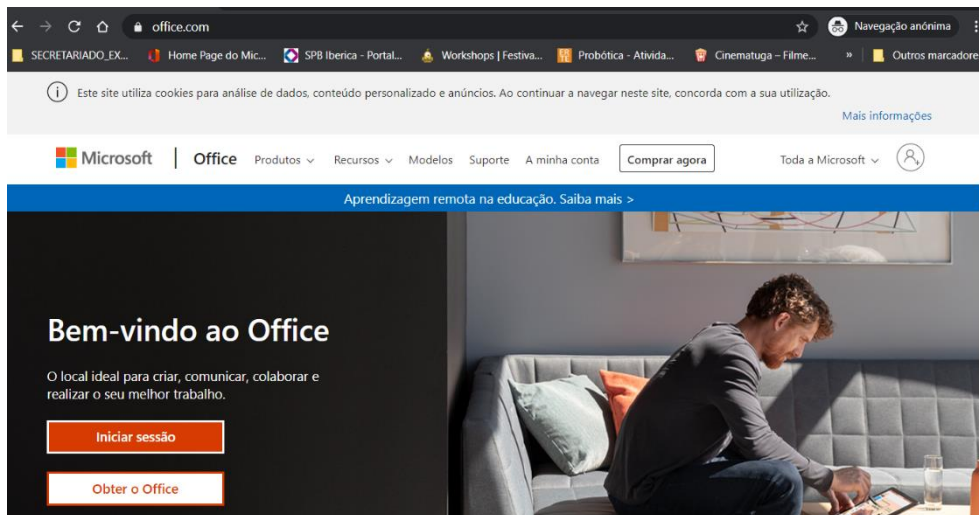 office.com
Navegação anónima
SECRETARIADO_EX...
Home Page do Mic...
SPB Iberica - Portal...
Workshops | Festiva...
Probótica - Ativida...
Cinematuga – Filme...
»
Outros marcadore
Este site utiliza cookies para análise de dados, conteúdo personalizado e anúncios. Ao continuar a navegar neste site, concorda com a sua utilização.
Mais informações
Microsoft | Office Produtos Recursos Modelos Suporte A minha conta Comprar agora Toda a Microsoft
Aprendizagem remota na educação. Saiba mais >
Bem-vindo ao Office
O local ideal para criar, comunicar, colaborar e
realizar o seu melhor trabalho.
Iniciar sessão
Obter o Office